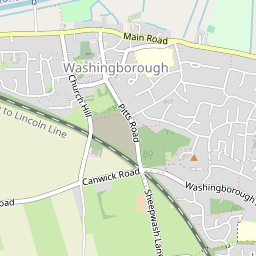 Main Road
Washingborough
Church Hill
Pitts Road
to Lincoln Line
Canwick Road
Washingborough
Road
Sheepwash Lane